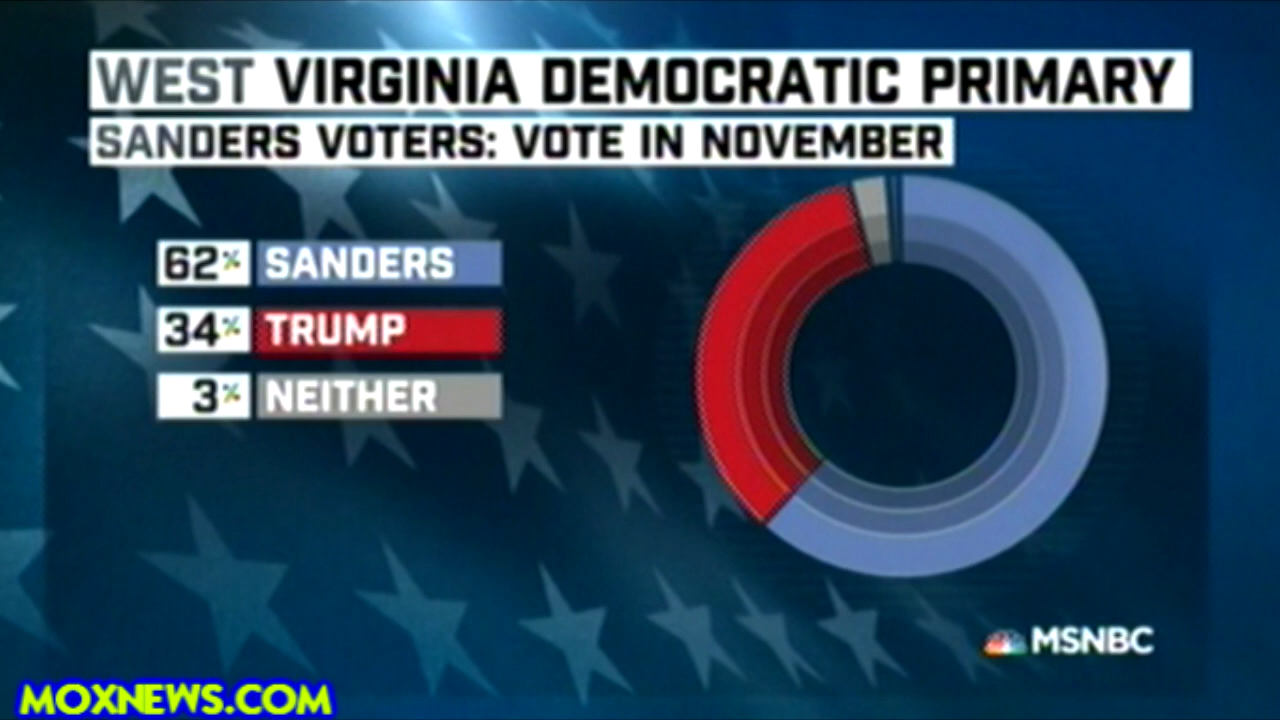 WEST VIRGINIA DEMOCRATIC PRIMARY
SANDERS VOTERS: VOTE IN NOVEMBER
62% SANDERS
34% TRUMP
3% NEITHER
MSNBC
MOXNEWS.COM